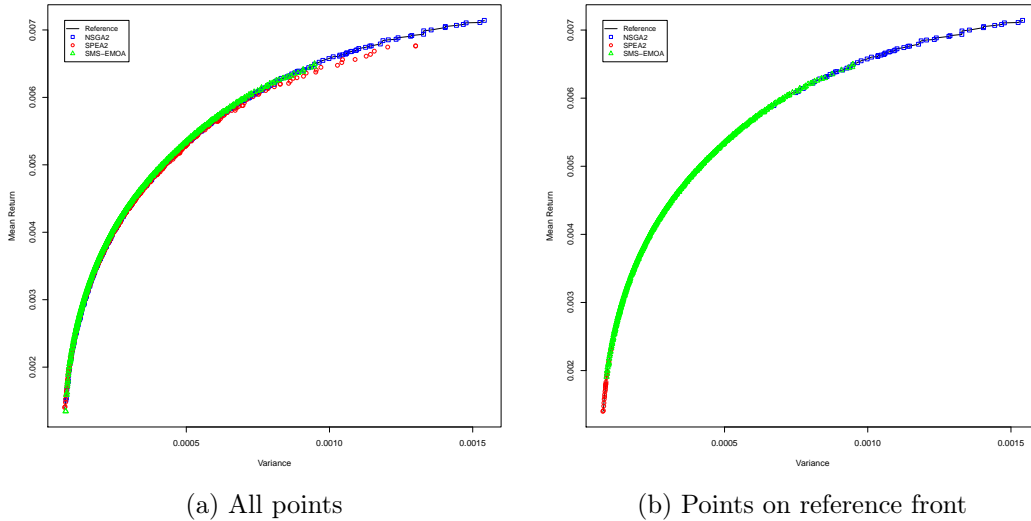 0.007
0.006
0.005
0.004
0.003
0.002
Mean Return
Reference
NSGA2
SPEA2
SMS-EMOA
0.0005
0.0010
0.0015
Variance
(a) All points
0.007
0.006
0.005
0.004
0.003
0.002
Mean Return
Reference
NSGA2
SPEA2
SMS-EMOA
0.0005
0.0010
0.0015
Variance
(b) Points on reference front